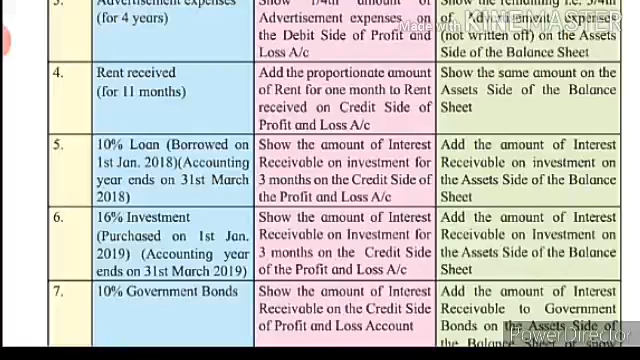 3.
Advertisement expenses
(for 4 years)
Show 1/4th amount of
Advertisement expenses on
the Debit Side of Profit and
Loss A/c
Show the remaining i.e. 3/4th
of Advertisement Expenses
(not written off) on the Assets
Side of the Balance Sheet
Made with KINEMASTER
4.
Rent received
(for 11 months)
Add the proportionate amount
of Rent for one month to Rent
received on Credit Side of
Profit and Loss A/c
Show the same amount on the
Assets Side of the Balance
Sheet
5.
10% Loan (Borrowed on
1st Jan. 2018)(Accounting
year ends on 31st March
2018)
Show the amount of Interest
Receivable on investment for
3 months on the Credit Side of
the Profit and Loss A/c
Add the amount of Interest
Receivable on investment on
the Assets Side of the Balance
Sheet
6.
16% Investment
(Purchased on 1st Jan.
2019) (Accounting year
ends on 31st March 2019)
Show the amount of Interest
Receivable on Investment for
3 months on the Credit Side
of the Profit and Loss A/c
Add the amount of Interest
Receivable on Investment on
the Assets Side of the Balance
Sheet
7.
10% Government Bonds
Show the amount of Interest
Receivable on the Credit Side
of Profit and Loss Account
Add the amount of Interest
Receivable to Government
Bonds on the Assets Side of
the Balance Sheet or show
PowerDirector